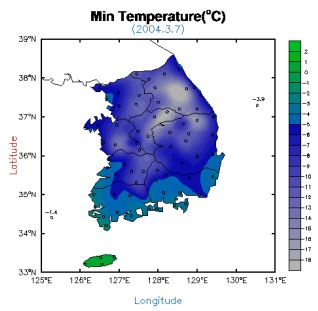 Min Temperature(°C)
(2004.3.7)
39°N
38°N
37°N
36°N
35°N
34°N
33°N
Latitude
-3.9
-1.4
125°E
126°E
127°E
128°E
129°E
130°E
131°E
Longitude
2
1
0
-1
-2
-3
-4
-5
-6
-7
-8
-9
-10
-11
-12
-13
-14
-15
-16
-17
-18